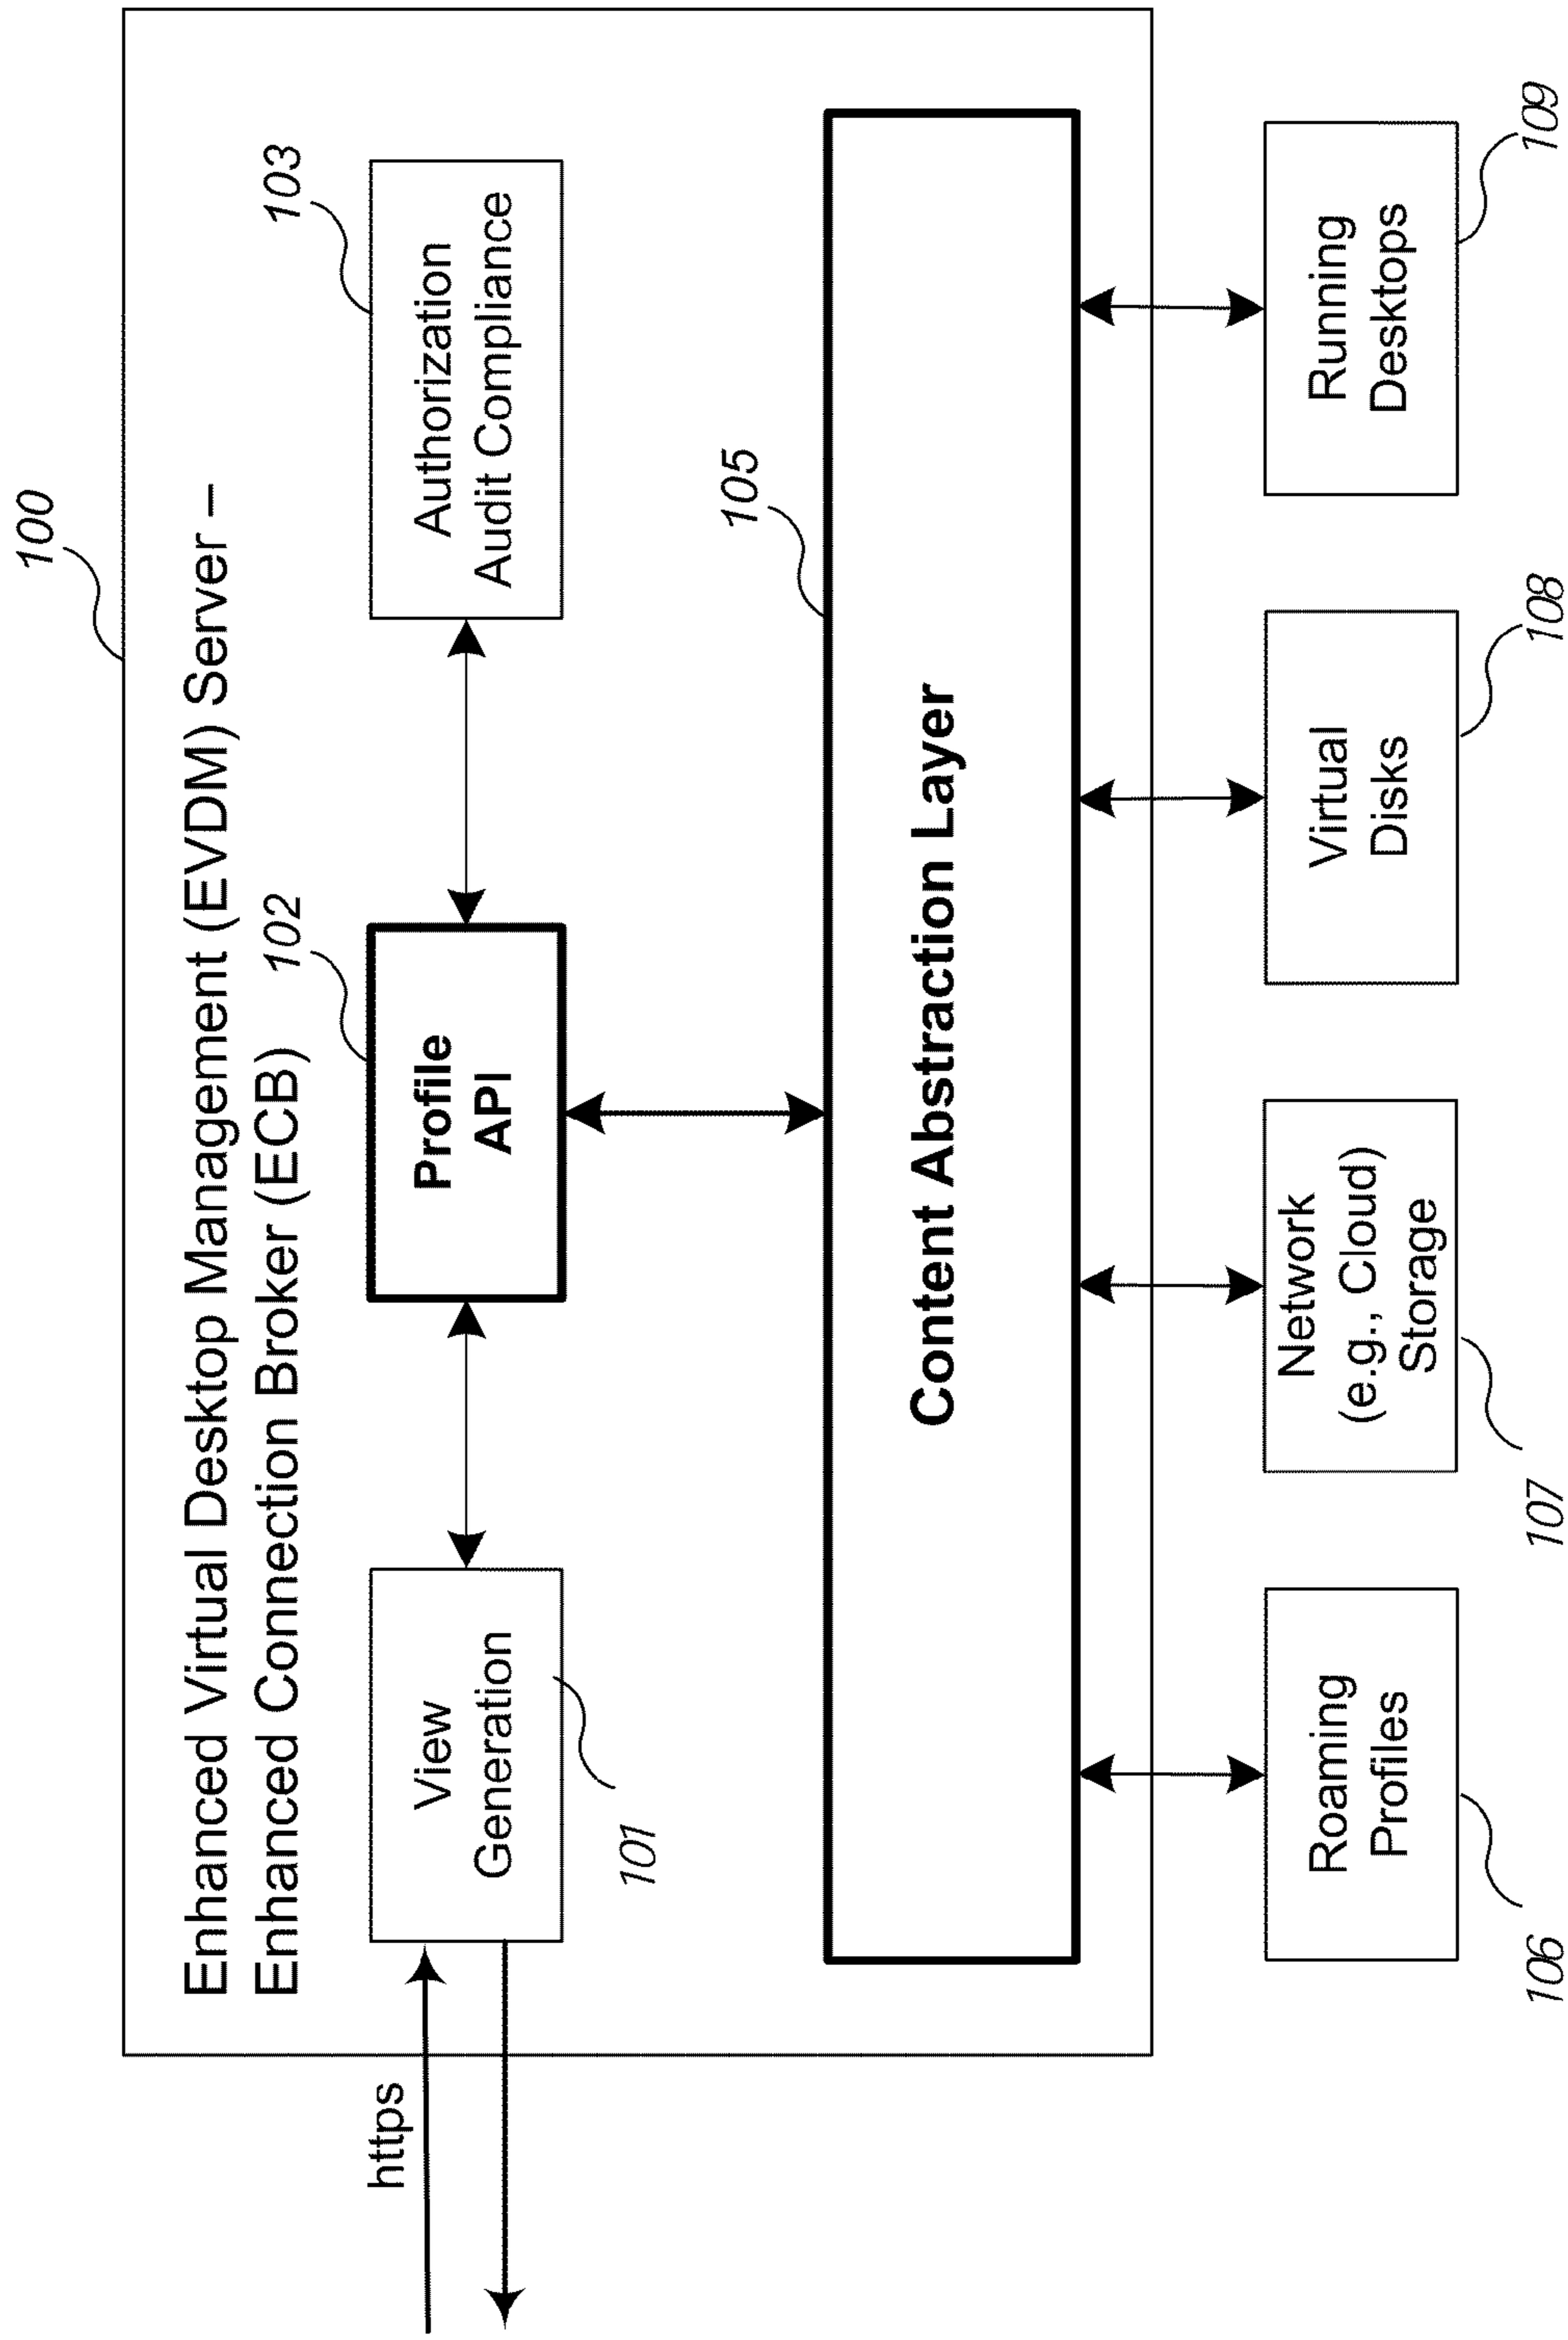 100
Enhanced Virtual Desktop Management (EVDM) Server –
Enhanced Connection Broker (ECB)
102
103
https
View
Generation
101
Profile
API
Authorization
Audit Compliance
105
Content Abstraction Layer
Roaming
Profiles
106
Network
(e.g., Cloud)
Storage
107
Virtual
Disks
108
Running
Desktops
109